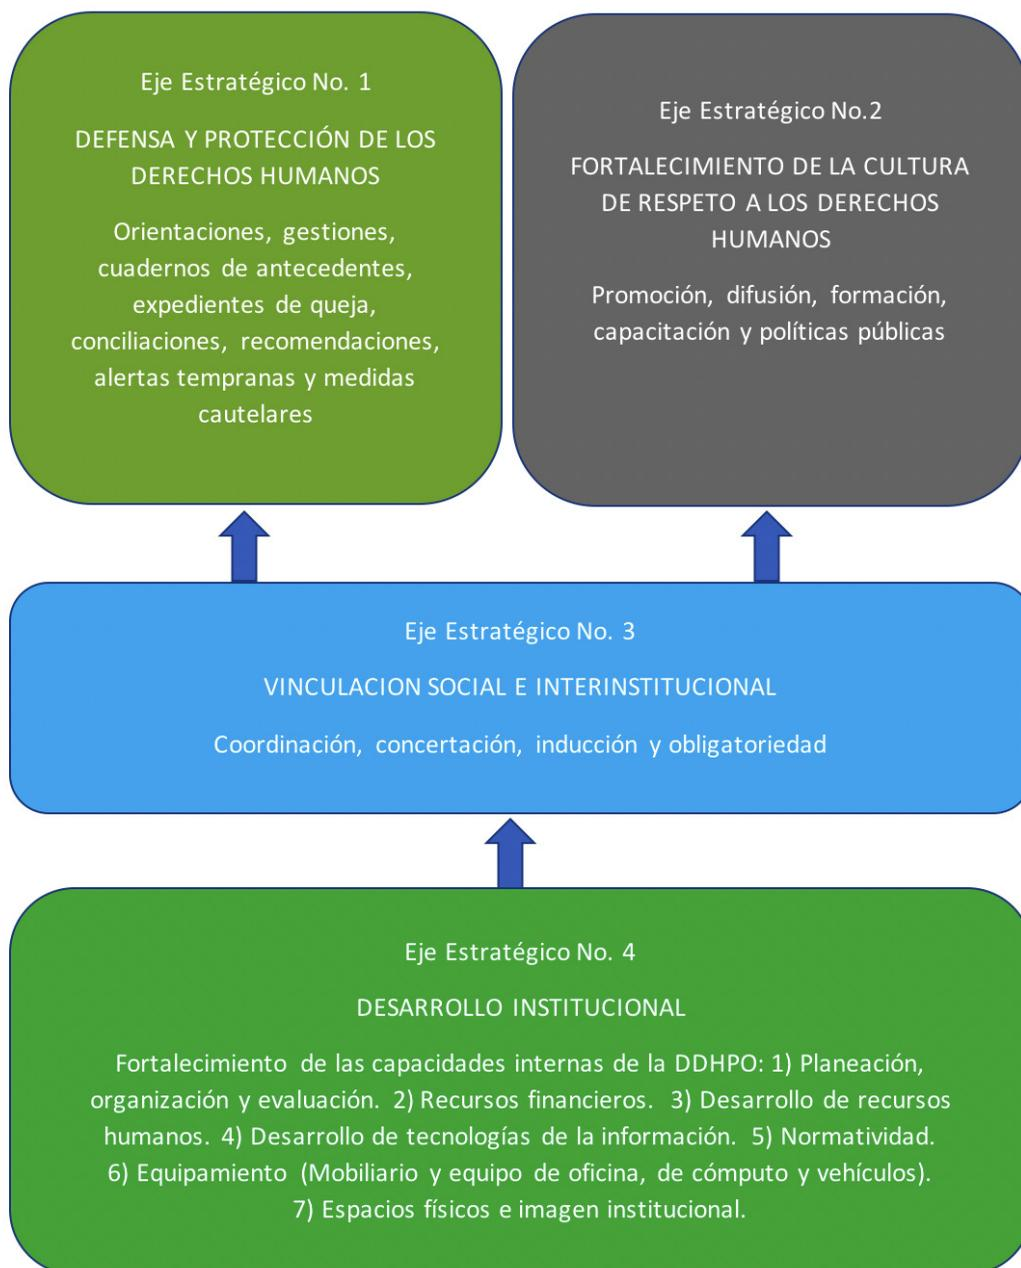 Eje Estratégico No. 1
DEFENSA Y PROTECCIÓN DE LOS
DERECHOS HUMANOS
Orientaciones, gestiones,
cuadernos de antecedentes,
expedientes de queja,
conciliaciones, recomendaciones,
alertas tempranas y medidas
cautelares
Eje Estratégico No.2
FORTALECIMIENTO DE LA CULTURA
DE RESPETO A LOS DERECHOS
HUMANOS
Promoción, difusión, formación,
capacitación y políticas públicas
Eje Estratégico No. 3
VINCULACION SOCIAL E INTERINSTITUCIONAL
Coordinación, concertación, inducción y obligatoriedad
Eje Estratégico No. 4
DESARROLLO INSTITUCIONAL
Fortalecimiento de las capacidades internas de la DDHPO: 1) Planeación,
organización y evaluación. 2) Recursos financieros. 3) Desarrollo de recursos
humanos. 4) Desarrollo de tecnologías de la información. 5) Normatividad.
6) Equipamiento (Mobiliario y equipo de oficina, de cómputo y vehículos).
7) Espacios físicos e imagen institucional.